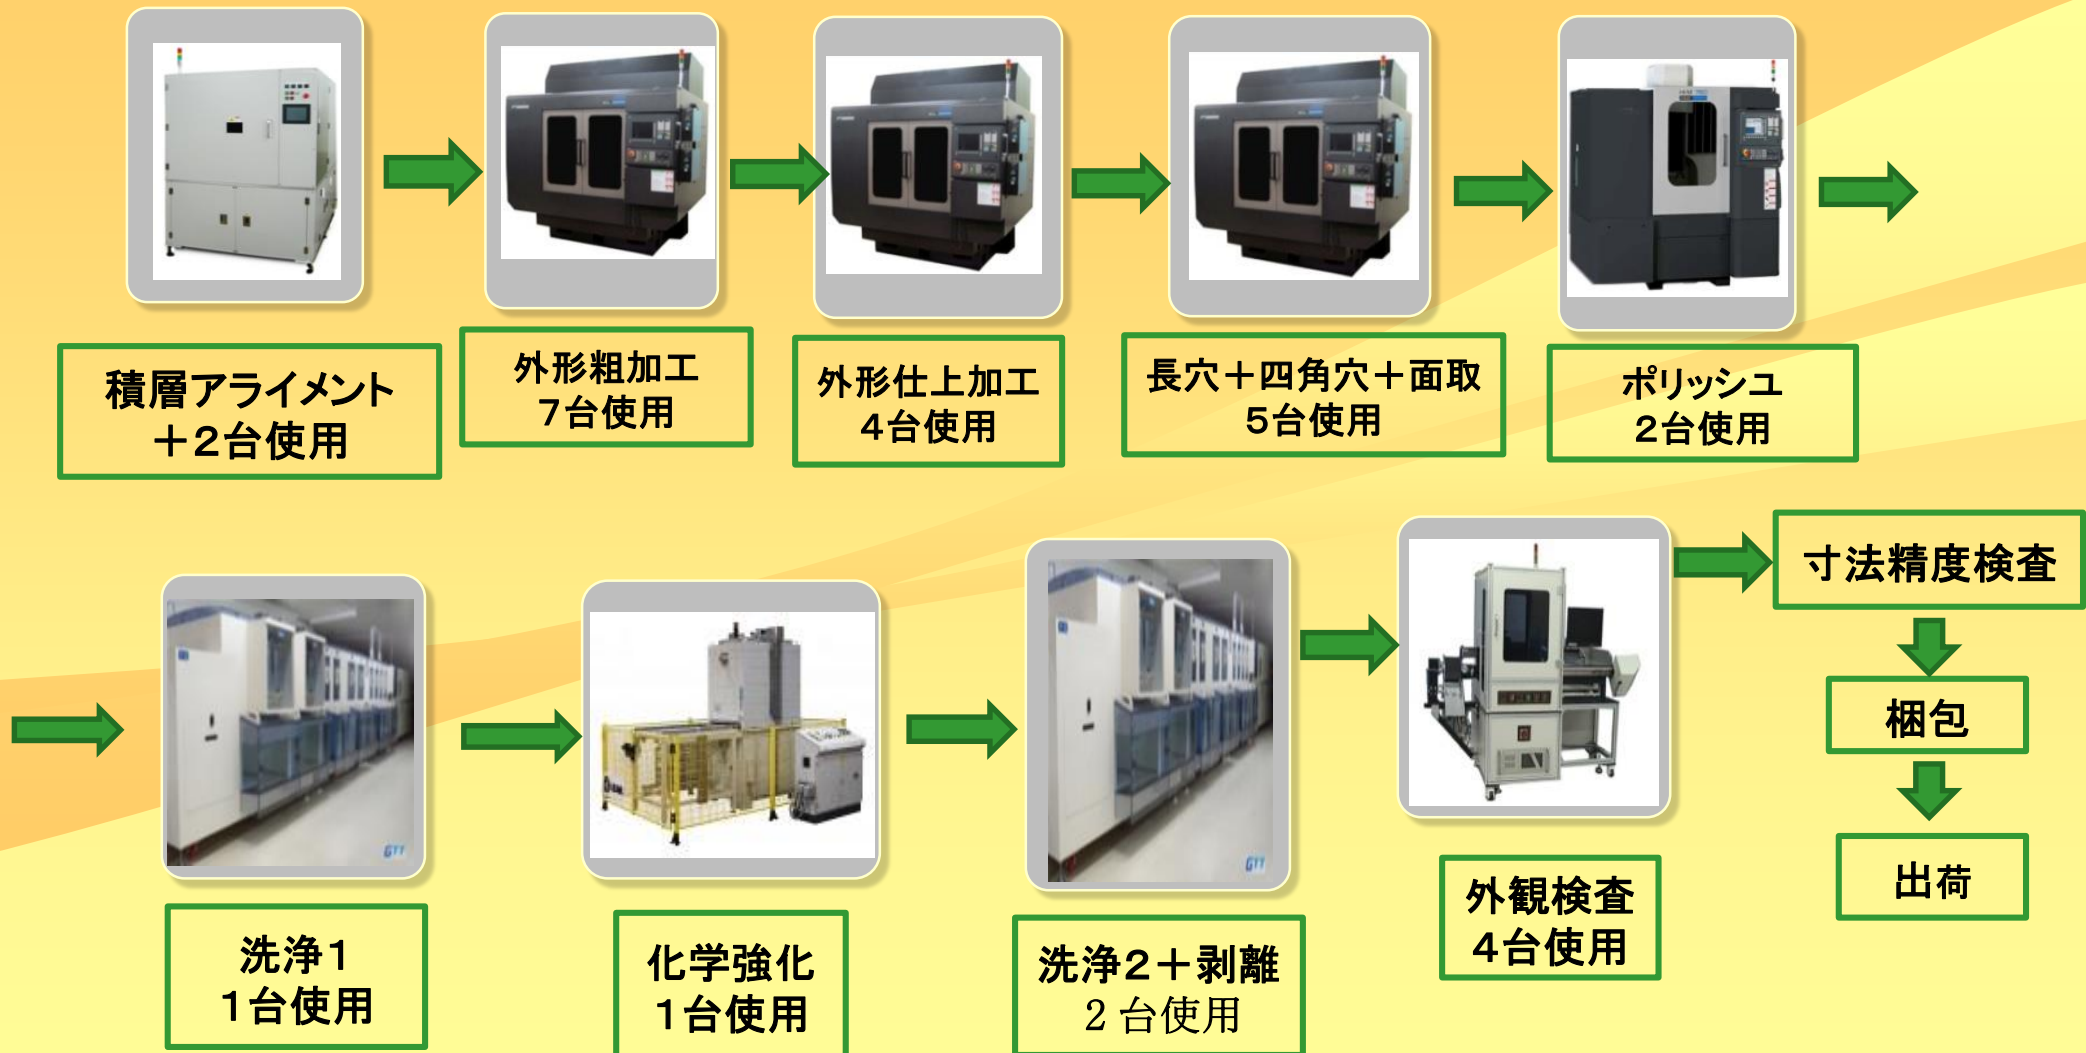 積層アライメント
＋２台使用
外形粗加工
７台使用
外形仕上加工
４台使用
長穴＋四角穴＋面取
５台使用
ポリッシュ
２台使用
洗浄１
１台使用
GTT
化学強化
１台使用
洗浄２＋剥離
２台使用
GTT
外観検査
４台使用
寸法精度検査
梱包
出荷